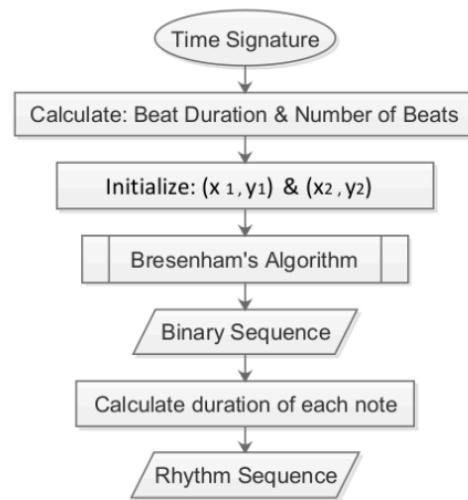 Time Signature
Calculate: Beat Duration & Number of Beats
Initialize: (x 1, y1) & (x2, y2)
Bresenham's Algorithm
Binary Sequence
Calculate duration of each note
Rhythm Sequence